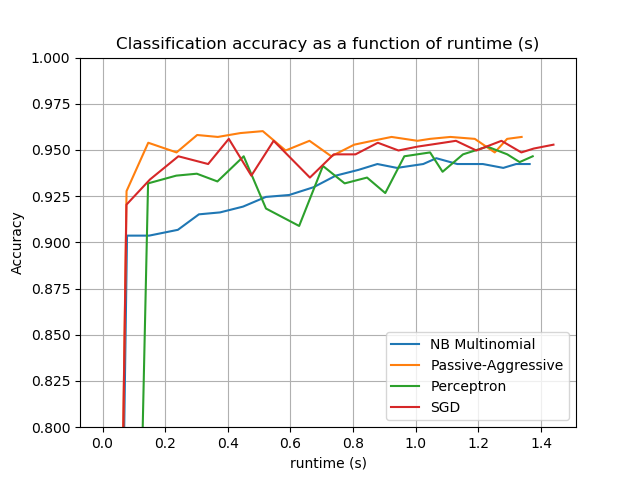 Classification accuracy as a function of runtime (s)
1.000
0.975
0.950
0.925
0.900
0.875
0.850
0.825
0.800
Accuracy
NB Multinomial
Passive-Aggressive
Perceptron
SGD
0.0 0.2 0.4 0.6 0.8 1.0 1.2 1.4
runtime (s)